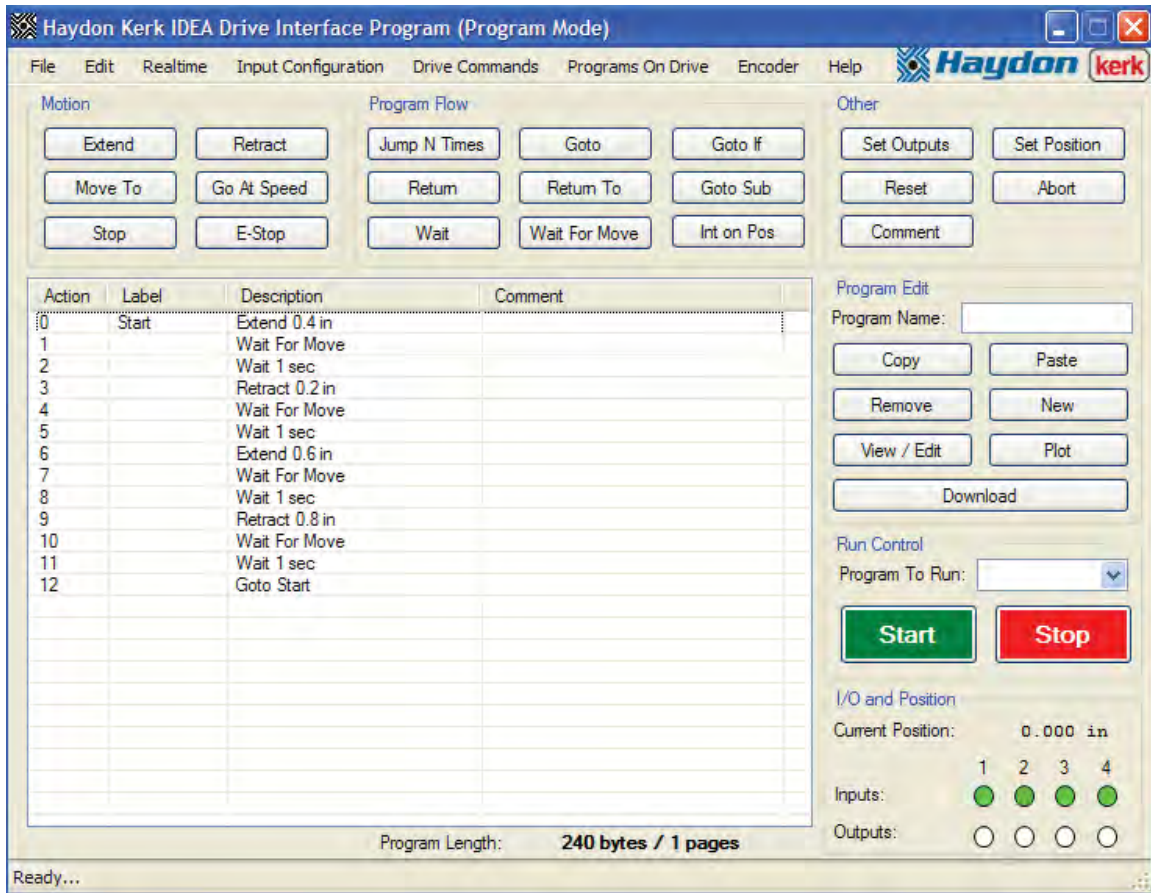 Haydon Kerk IDEA Drive Interface Program (Program Mode)
File Edit Realtime Input Configuration Drive Commands Programs On Drive Encoder Help Haydon kerk
Motion
Extend Retract
Move To Go At Speed
Stop E-Stop
Program Flow
Jump N Times Goto Goto If
Return Return To Goto Sub
Wait Wait For Move Int on Pos
Other
Set Outputs Set Position
Reset Abort
Comment
Action Label Description Comment
0 Start Extend 0.4 in
1 Wait For Move
2 Wait 1 sec
3 Retract 0.2 in
4 Wait For Move
5 Wait 1 sec
6 Extend 0.6 in
7 Wait For Move
8 Wait 1 sec
9 Retract 0.8 in
10 Wait For Move
11 Wait 1 sec
12 Goto Start
Program Length: 240 bytes / 1 pages
Program Edit
Program Name:
Copy Paste
Remove New
View / Edit Plot
Download
Run Control
Program To Run:
Start Stop
I/O and Position
Current Position: 0.000 in
1 2 3 4
Inputs:
Outputs:
Ready...